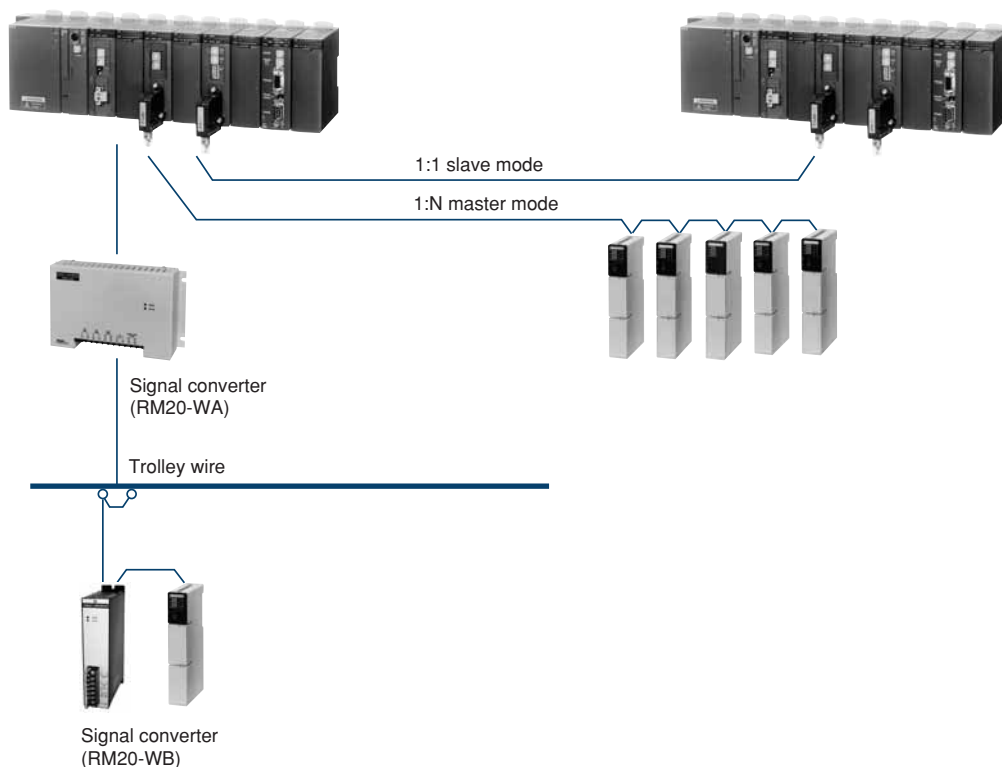 1:1 slave mode
1:N master mode
Signal converter
(RM20-WA)
Trolley wire
Signal converter
(RM20-WB)